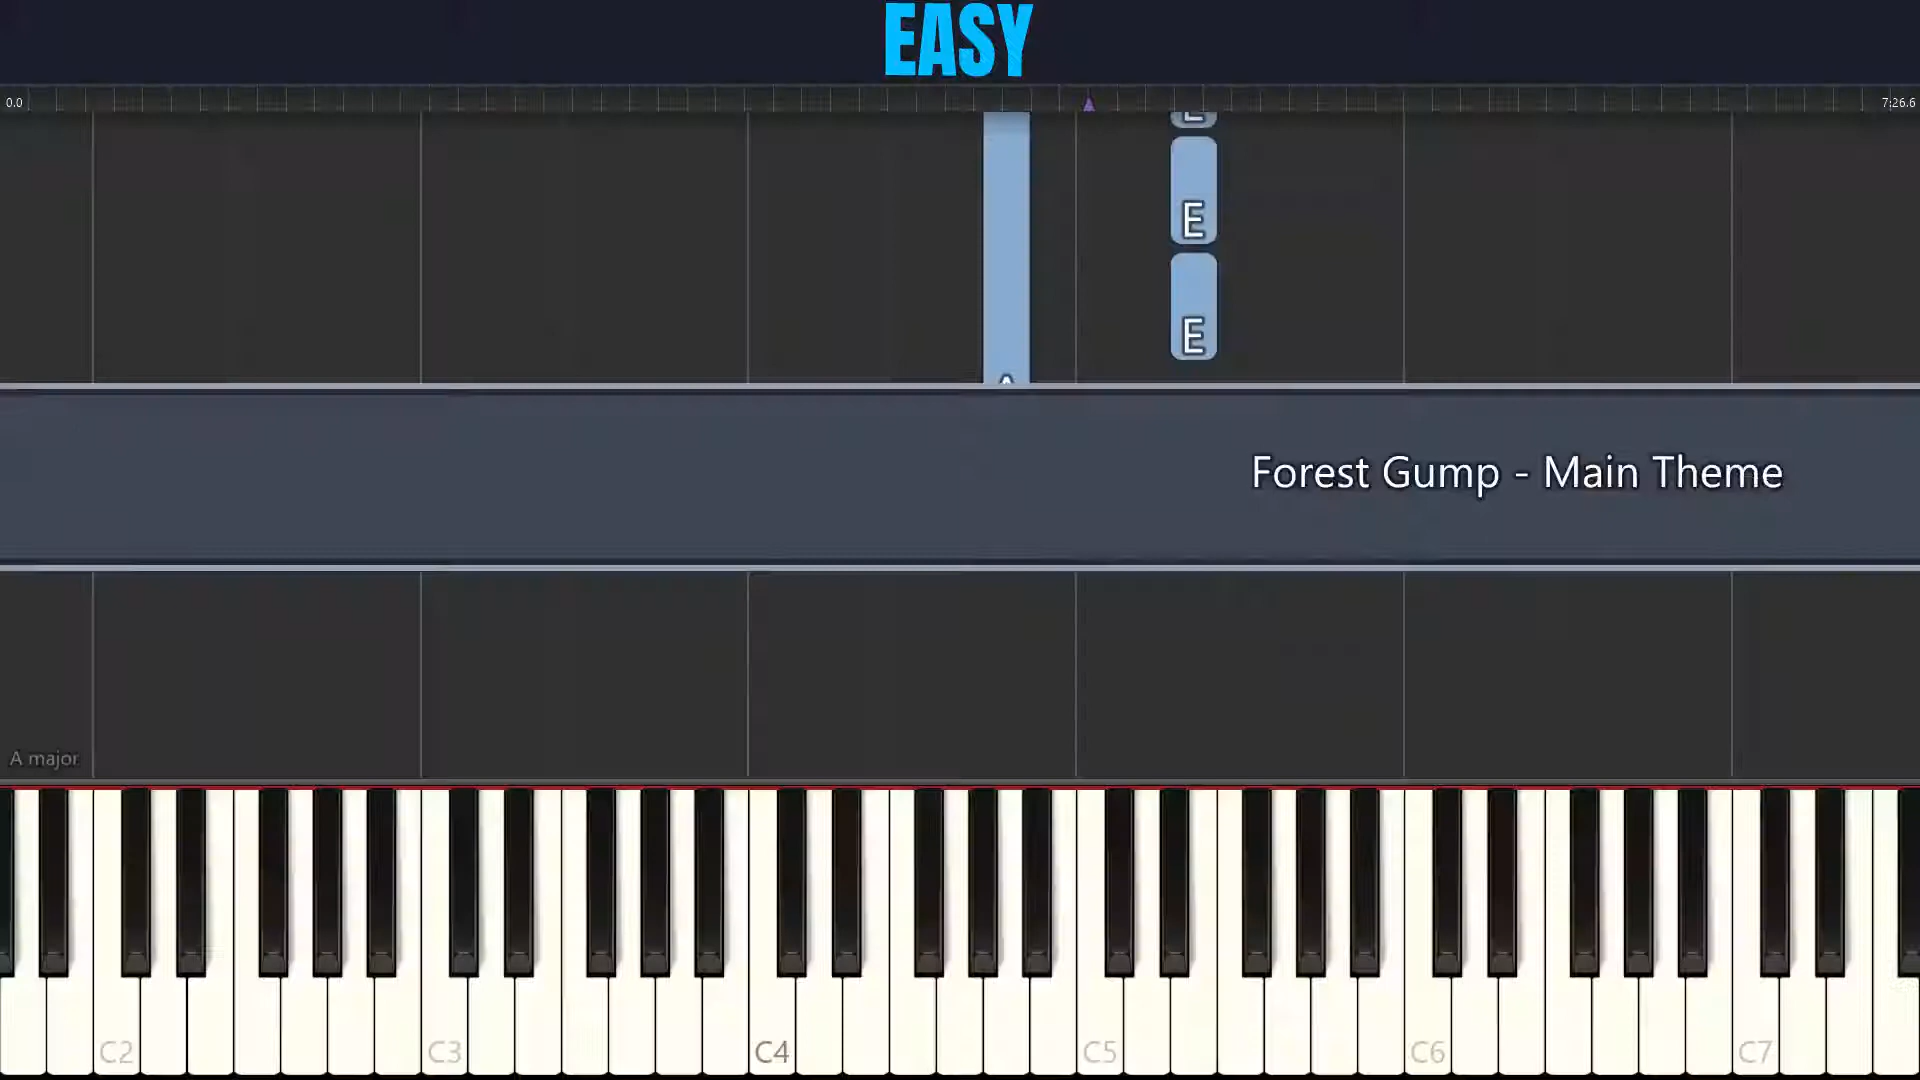 EASY
0.0
7:26.6
E
E
Forest Gump - Main Theme
A major
C2 C3 C4 C5 C6 C7